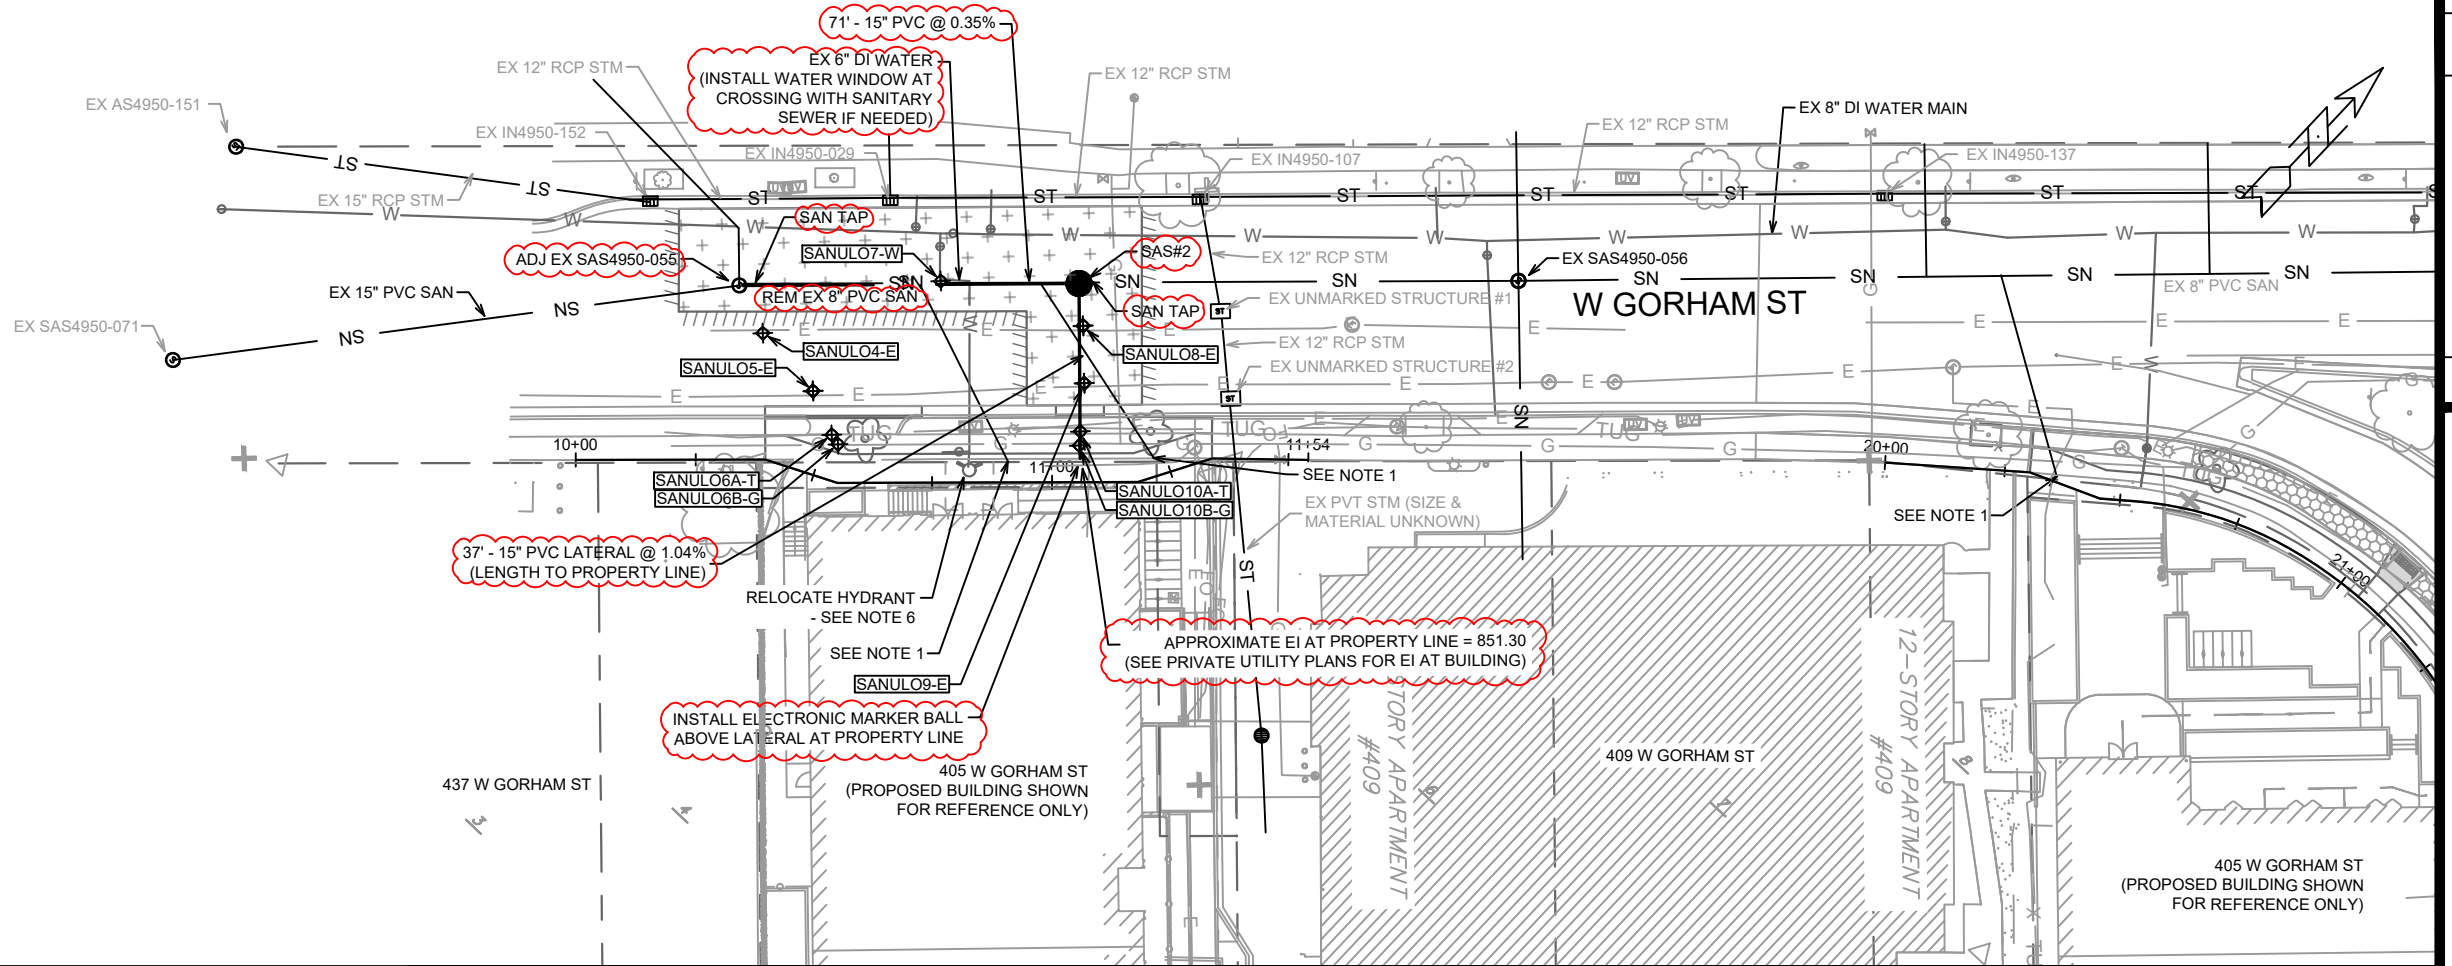 71' - 15" PVC @ 0.35%
EX 6" DI WATER
(INSTALL WATER WINDOW AT
CROSSING WITH SANITARY
SEWER IF NEEDED)
EX 12" RCP STM
EX 12" RCP STM
EX AS4950-151
EX IN4950-152
EX IN4950-029
EX 12" RCP STM
EX 8" DI WATER MAIN
EX IN4950-107
EX IN4950-137
EX 15" RCP STM
ST
ST
ST
ST
ST
ST
ST
ST
ST
W
W
W
W
W
W
W
W
W
W
SAN TAP
SANULO7-W
SAS#2
ADJ EX SAS4950-055
EX 12" RCP STM
EX SAS4950-056
SN
SN
SN
SN
SN
SN
SN
SN
EX 15" PVC SAN
REM EX 8" PVC SAN
SAN TAP
EX UNMARKED STRUCTURE #1
W GORHAM ST
EX 8" PVC SAN
EX SAS4950-071
SN
SN
SANULO4-E
SANULO8-E
EX 12" RCP STM
SANULO5-E
EX UNMARKED STRUCTURE #2
E
E
E
E
E
E
E
E
E
E
E
ST
ST
SN
TUG
TUG
TUG
G
G
G
G
G
10+00
11+00
11+54
20+00
21+00
SEE NOTE 1
SANULO6A-T
SANULO6B-G
SANULO10A-T
SANULO10B-G
EX PVT STM (SIZE &
MATERIAL UNKNOWN)
SEE NOTE 1
37' - 15" PVC LATERAL @ 1.04%
(LENGTH TO PROPERTY LINE)
ST
RELOCATE HYDRANT
- SEE NOTE 6
SEE NOTE 1
APPROXIMATE EI AT PROPERTY LINE = 851.30
(SEE PRIVATE UTILITY PLANS FOR EI AT BUILDING)
SANULO9-E
INSTALL ELECTRONIC MARKER BALL
ABOVE LATERAL AT PROPERTY LINE
437 W GORHAM ST
405 W GORHAM ST
(PROPOSED BUILDING SHOWN
FOR REFERENCE ONLY)
STORY APARTMENT
#409
409 W GORHAM ST
12-STORY APARTMENT
#409
405 W GORHAM ST
(PROPOSED BUILDING SHOWN
FOR REFERENCE ONLY)